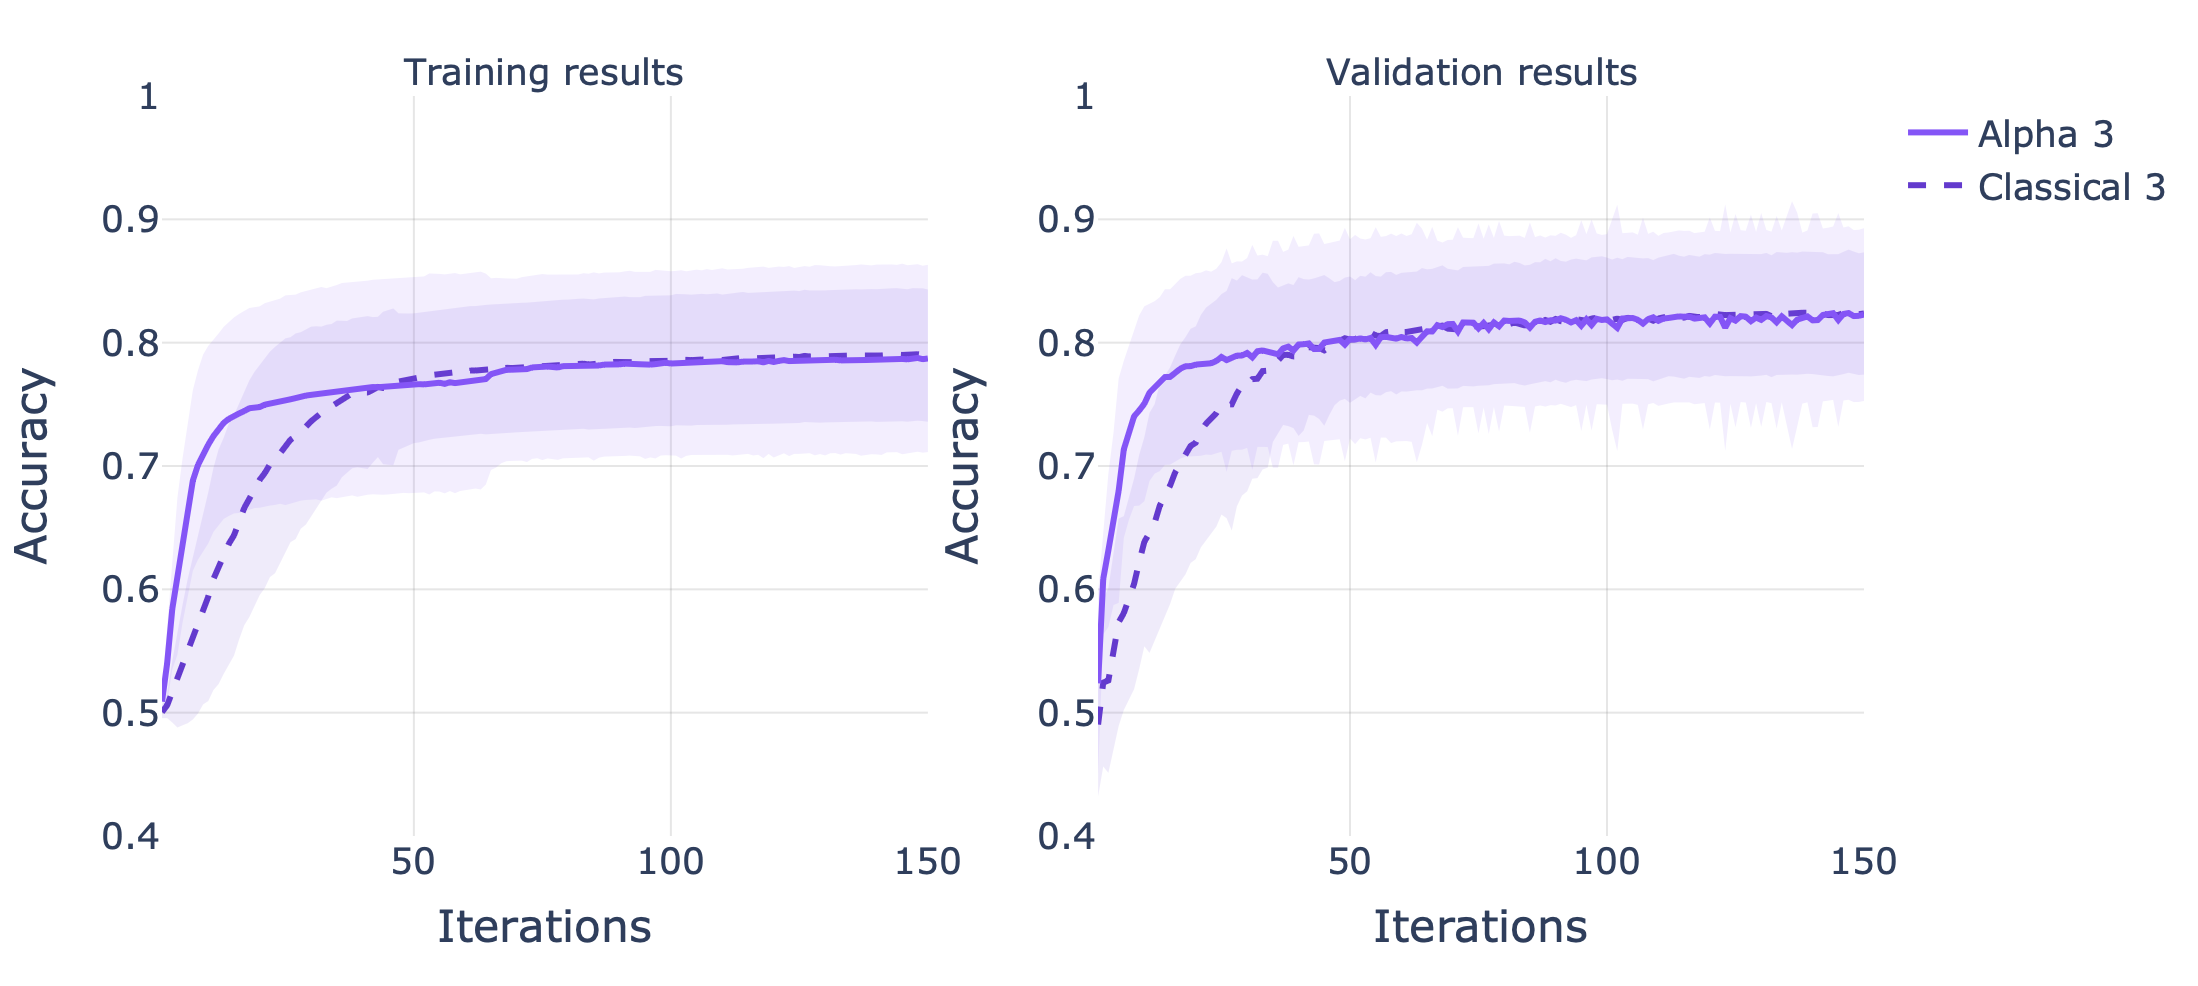 Training results
Validation results
1
0.9
0.8
0.7
0.6
0.5
0.4
50
100
150
Accuracy
Iterations
1
0.9
0.8
0.7
0.6
0.5
0.4
50
100
150
Accuracy
Iterations
Alpha 3
Classical 3